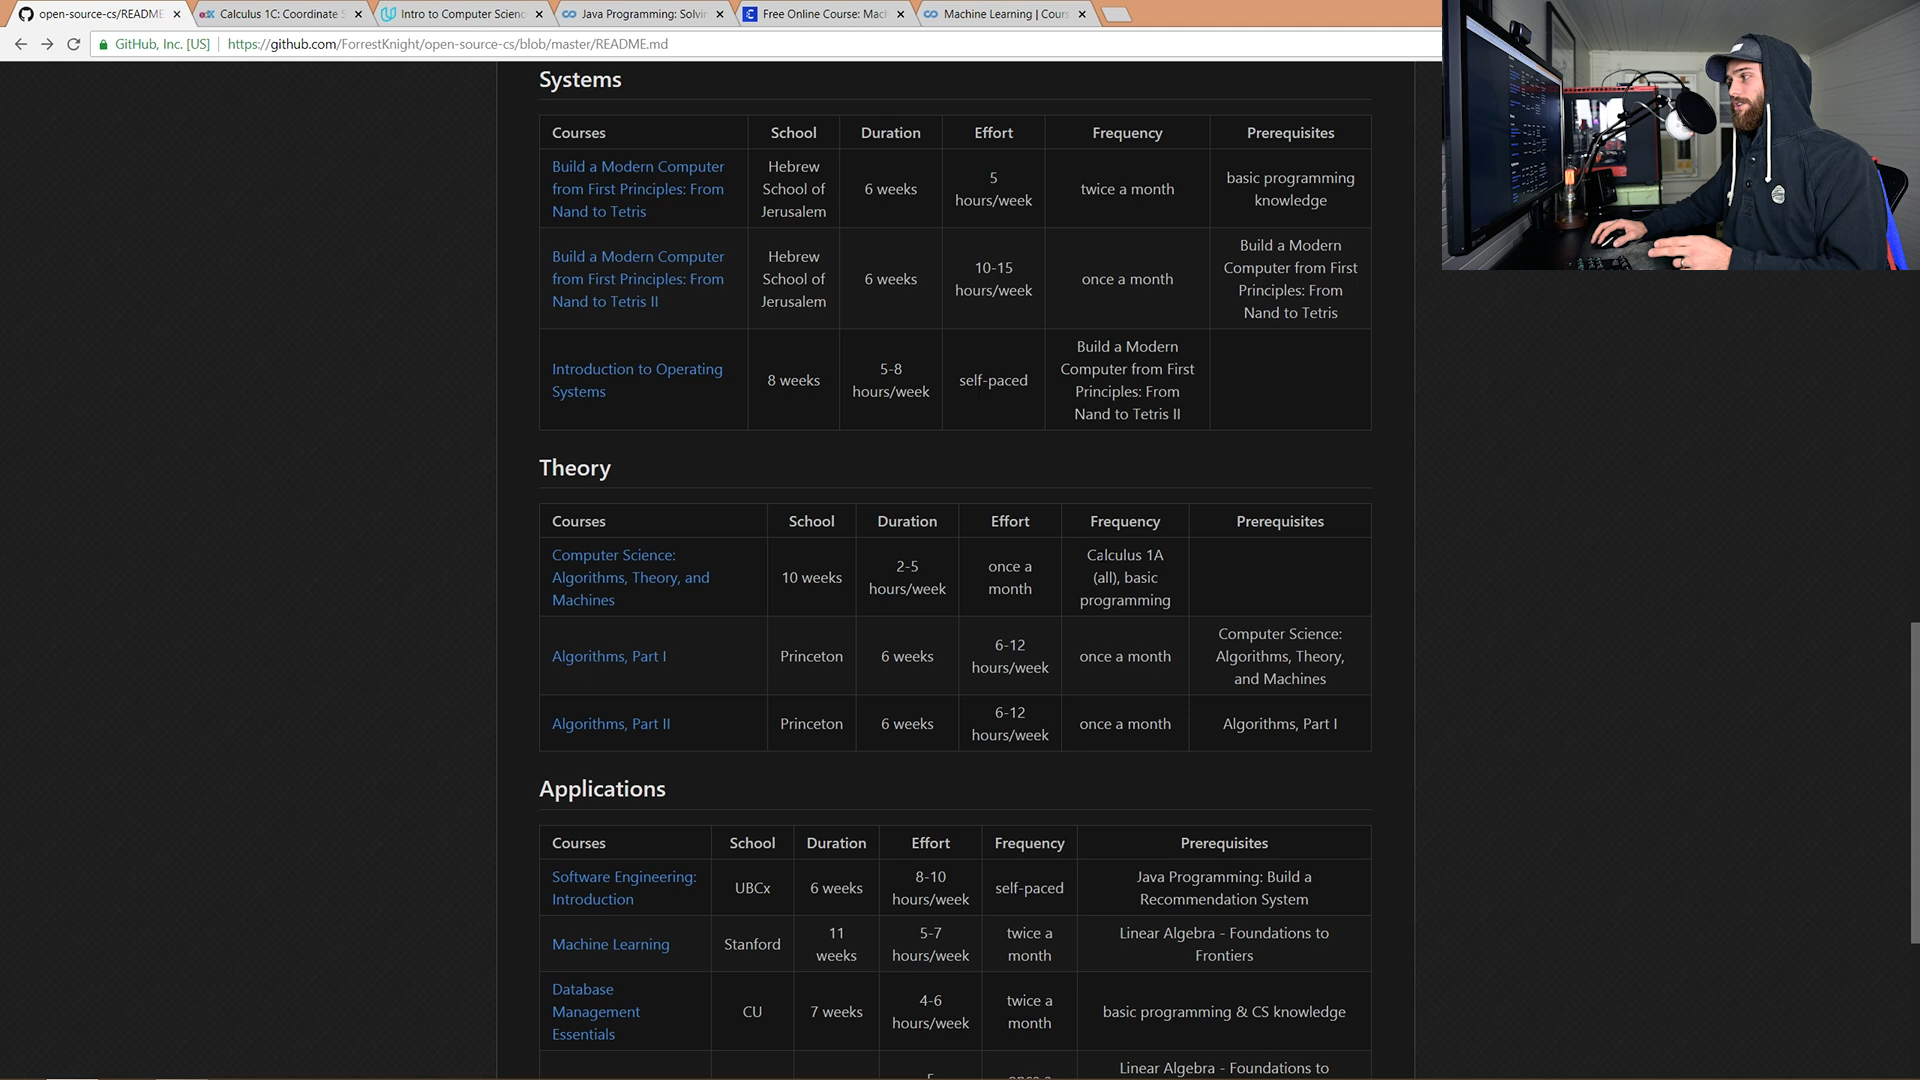 open-source-cs/README
Calculus 1C: Coordinate S
Intro to Computer Scienc
Java Programming: Solvin
Free Online Course: Mach
Machine Learning | Cours
GitHub, Inc. [US]
https://github.com/ForrestKnight/open-source-cs/blob/master/README.md
Systems
Courses School Duration Effort Frequency Prerequisites
Build a Modern Computer
from First Principles: From
Nand to Tetris
Hebrew
School of
Jerusalem
6 weeks
5
hours/week
twice a month
basic programming
knowledge
Build a Modern Computer
from First Principles: From
Nand to Tetris II
Hebrew
School of
Jerusalem
6 weeks
10-15
hours/week
once a month
Build a Modern
Computer from First
Principles: From
Nand to Tetris
Introduction to Operating
Systems
8 weeks
5-8
hours/week
self-paced
Build a Modern
Computer from First
Principles: From
Nand to Tetris II
Theory
Courses School Duration Effort Frequency Prerequisites
Computer Science:
Algorithms, Theory, and
Machines
10 weeks
2-5
hours/week
once a
month
Calculus 1A
(all), basic
programming
Algorithms, Part I
Princeton
6 weeks
6-12
hours/week
once a month
Computer Science:
Algorithms, Theory,
and Machines
Algorithms, Part II
Princeton
6 weeks
6-12
hours/week
once a month
Algorithms, Part I
Applications
Courses School Duration Effort Frequency Prerequisites
Software Engineering:
Introduction
UBCx
6 weeks
8-10
hours/week
self-paced
Java Programming: Build a
Recommendation System
Machine Learning
Stanford
11
weeks
5-7
hours/week
twice a
month
Linear Algebra - Foundations to
Frontiers
Database
Management
Essentials
CU
7 weeks
4-6
hours/week
twice a
month
basic programming & CS knowledge
Linear Algebra - Foundations to